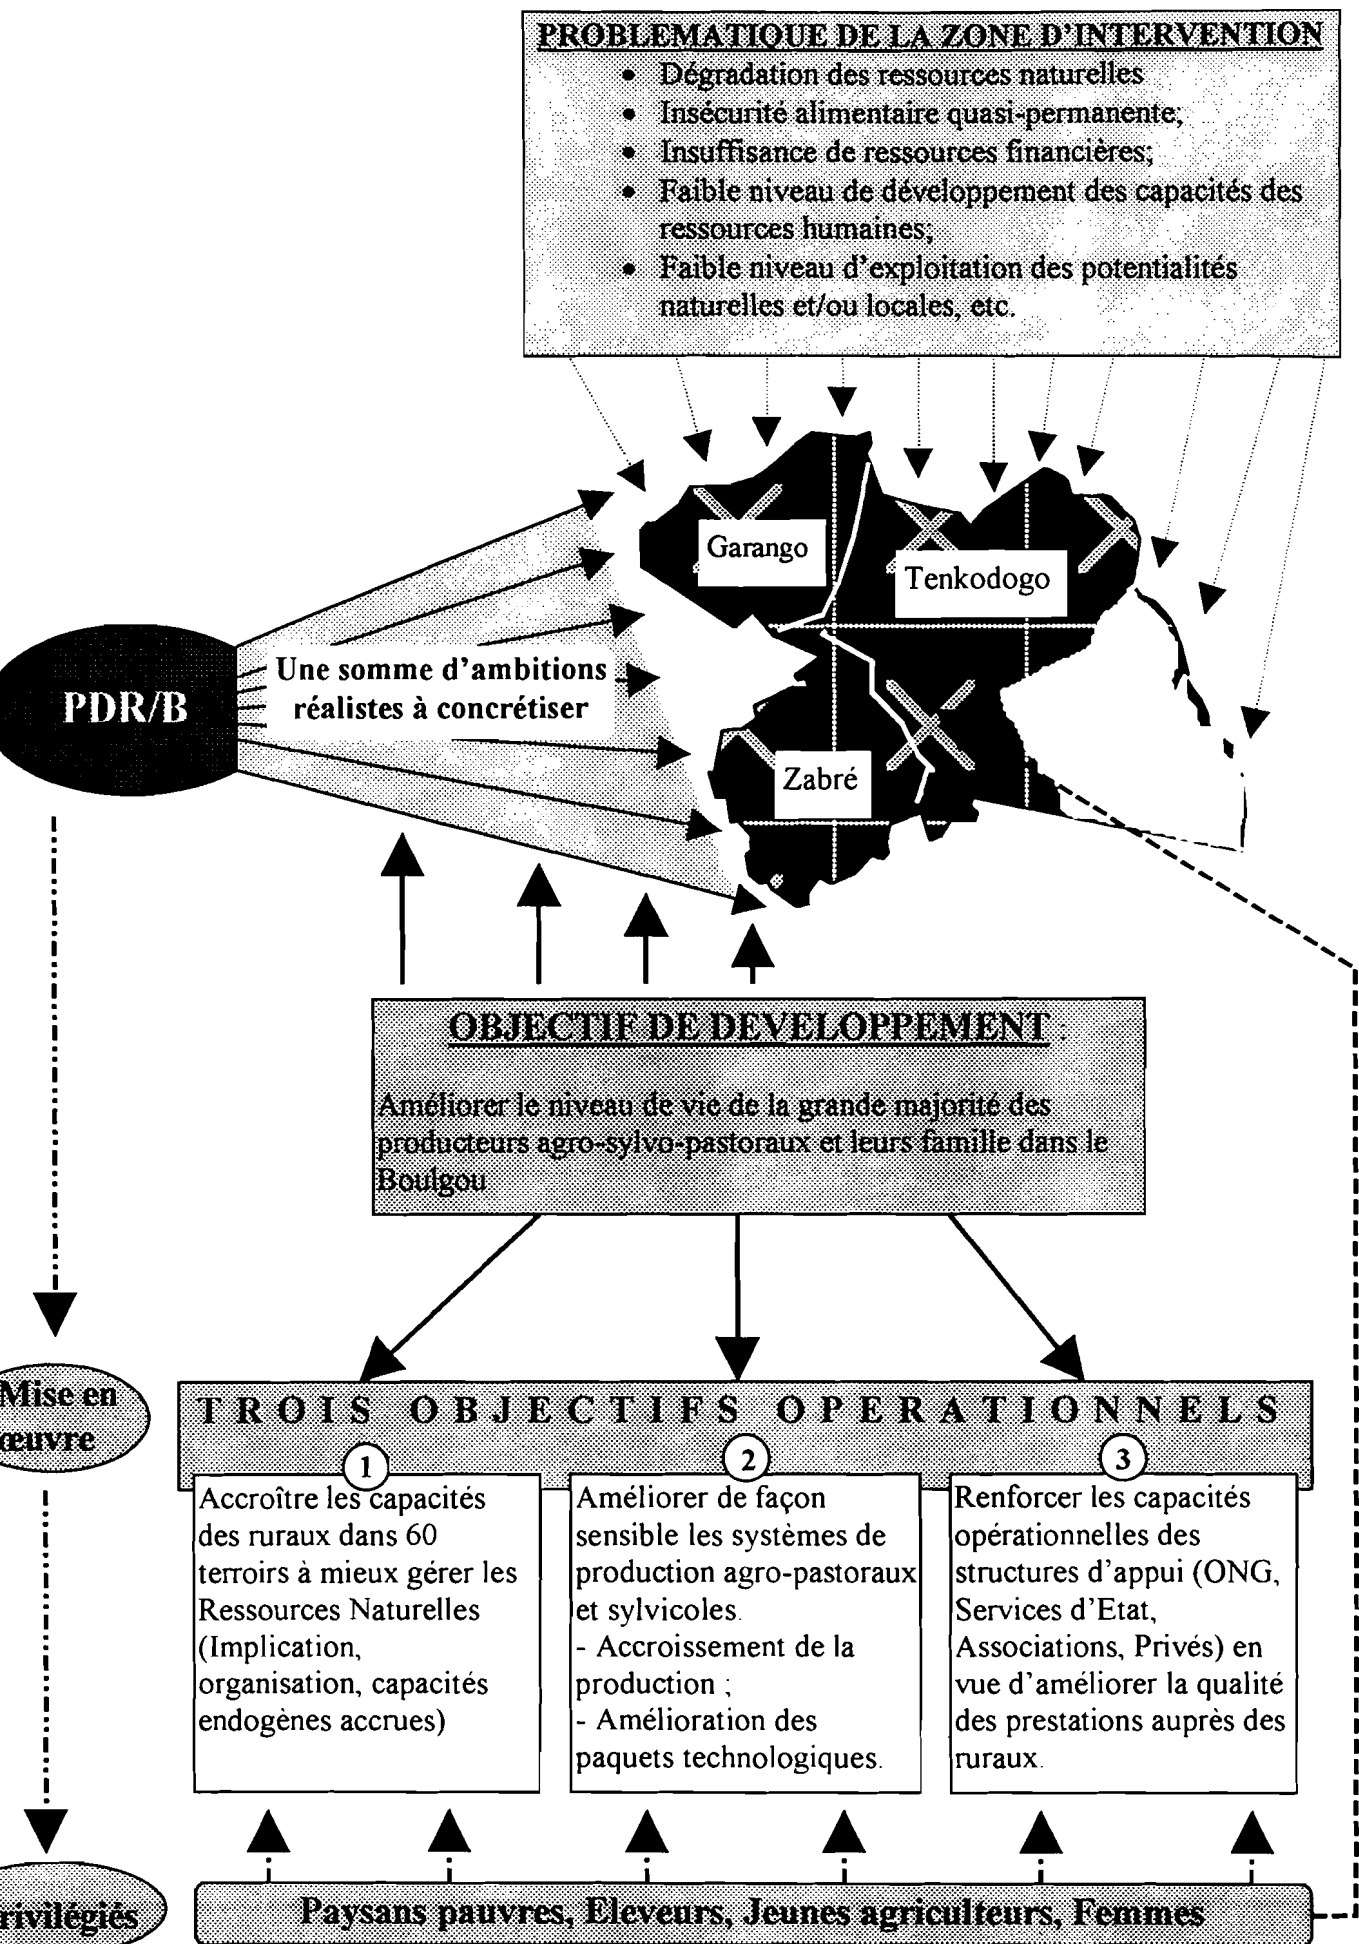 PROBLEMATIQUE DE LA ZONE D'INTERVENTION
• Dégradation des ressources naturelles
• Insécurité alimentaire quasi-permanente;
• Insuffisance de ressources financières;
• Faible niveau de développement des capacités des
ressources humaines;
• Faible niveau d'exploitation des potentialités
naturelles et/ou locales, etc.
Garango
Tenkodogo
Zabré
PDR/B
Une somme d'ambitions
réalistes à concrétiser
OBJECTIF DE DEVELOPPEMENT :
Améliorer le niveau de vie de la grande majorité des
producteurs agro-sylvo-pastoraux et leurs famille dans le
Boulgou
Mise en
œuvre
TROIS OBJECTIFS OPERATIONNELS
1
Accroître les capacités
des ruraux dans 60
terroirs à mieux gérer les
Ressources Naturelles
(Implication,
organisation, capacités
endogènes accrues)
2
Améliorer de façon
sensible les systèmes de
production agro-pastoraux
et sylvicoles.
- Accroissement de la
production ;
- Amélioration des
paquets technologiques.
3
Renforcer les capacités
opérationnelles des
structures d'appui (ONG,
Services d'Etat,
Associations, Privés) en
vue d'améliorer la qualité
des prestations auprès des
ruraux.
rivilégiés
Paysans pauvres, Eleveurs, Jeunes agriculteurs, Femmes